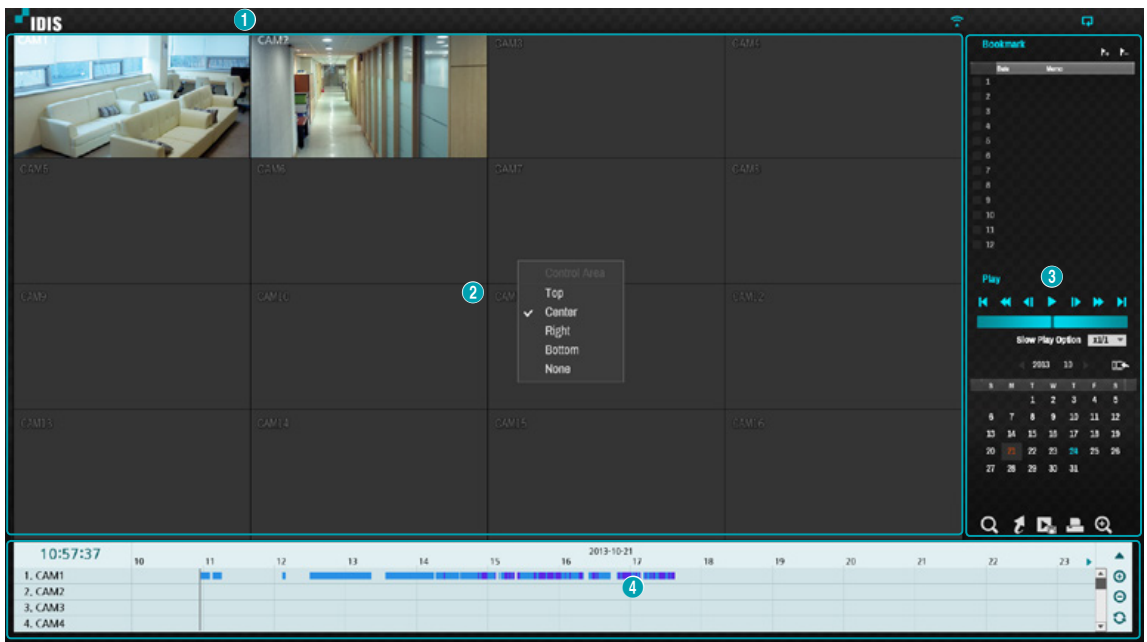 IDIS
1
CAM1
CAM2
CAM3
CAM4
CAM5
CAM6
CAM7
CAM8
CAM9
CAM10
CAM12
CAM13
CAM14
CAM15
CAM16
2
Control Area
Top
Center
Right
Bottom
None
Bookmark
Date Memo
1
2
3
4
5
6
7
8
9
10
11
12
Play
3
Slow Play Option x1/1
2013 10
S M T W T F S
1 2 3 4 5
6 7 8 9 10 11 12
13 14 15 16 17 18 19
20 21 22 23 24 25 26
27 28 29 30 31
10:57:37
2013-10-21
10 11 12 13 14 15 16 17 18 19 20 21 22 23
1. CAM1
2. CAM2
3. CAM3
4. CAM4
4